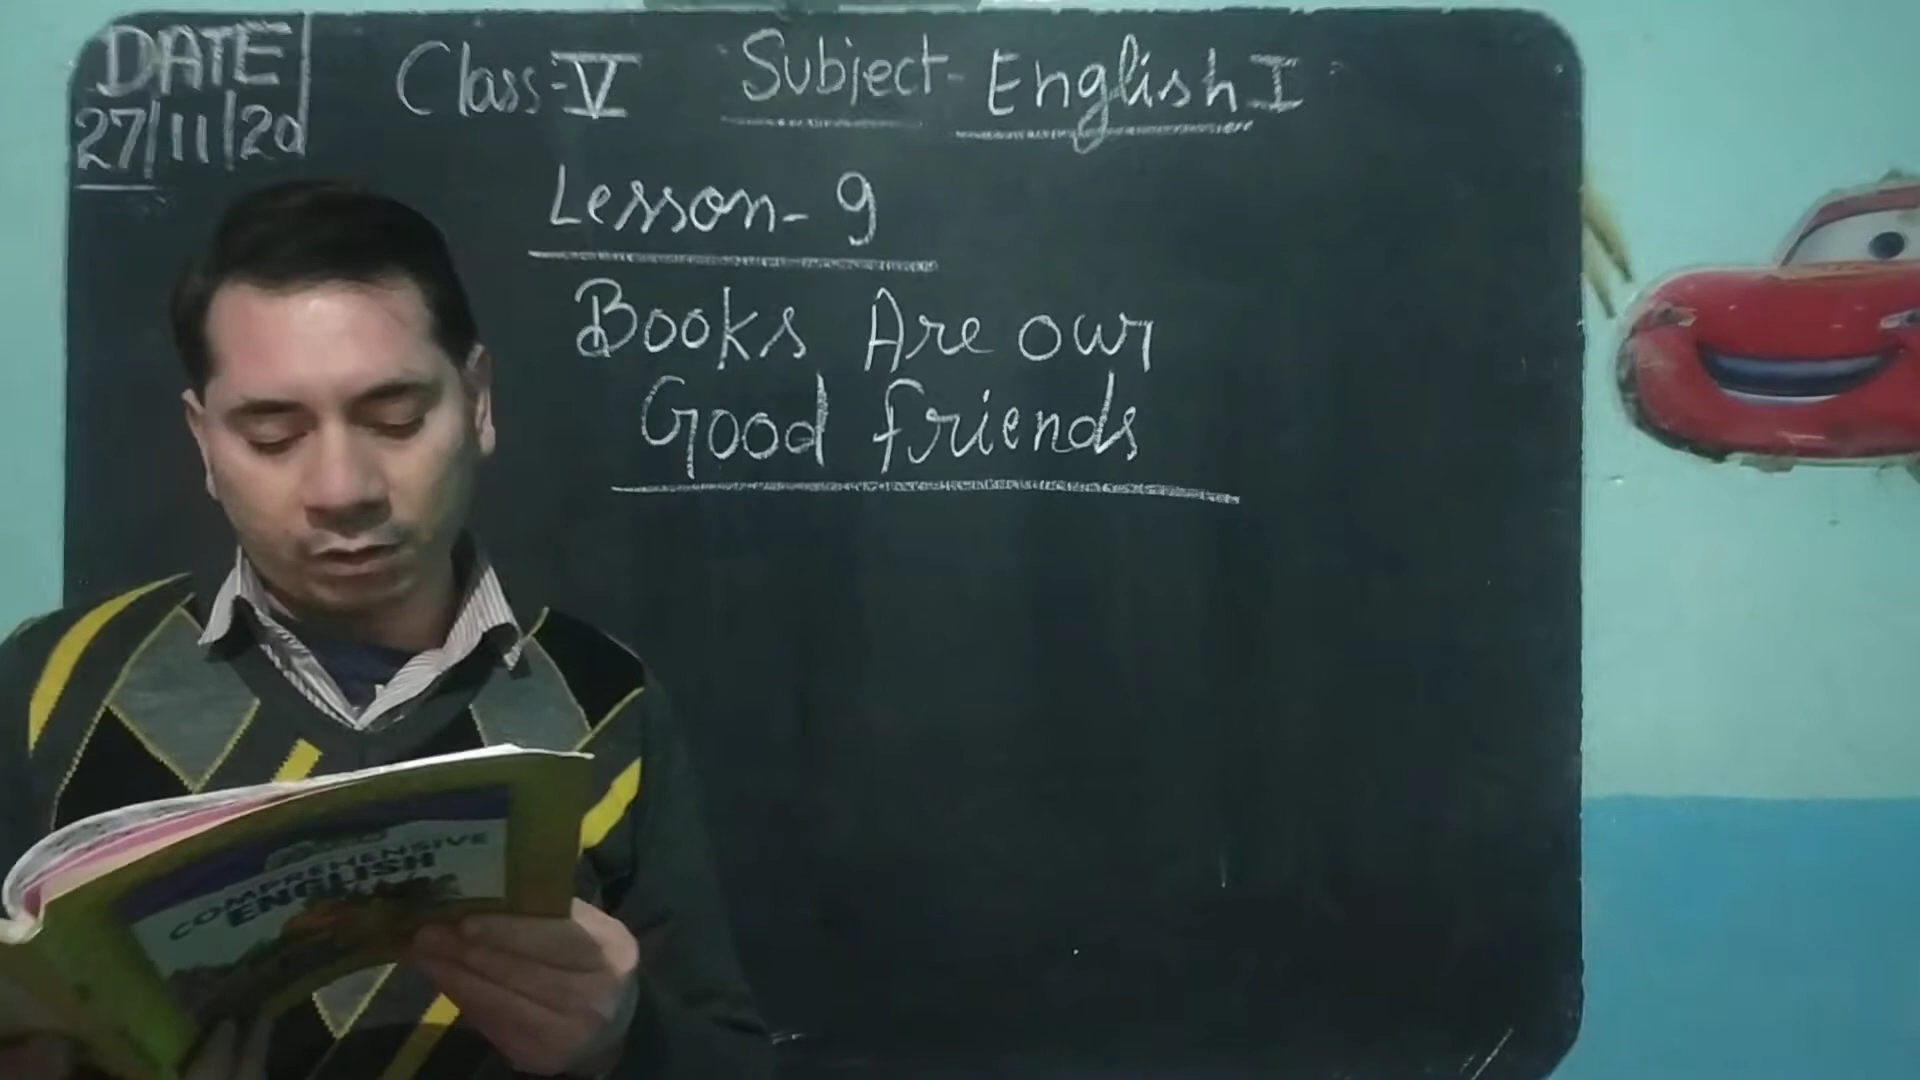 DATE
27/11/20
Class-V Subject- English I
Lesson-9
Books Are our
Good friends
COMPREHENSIVE
ENGLISH